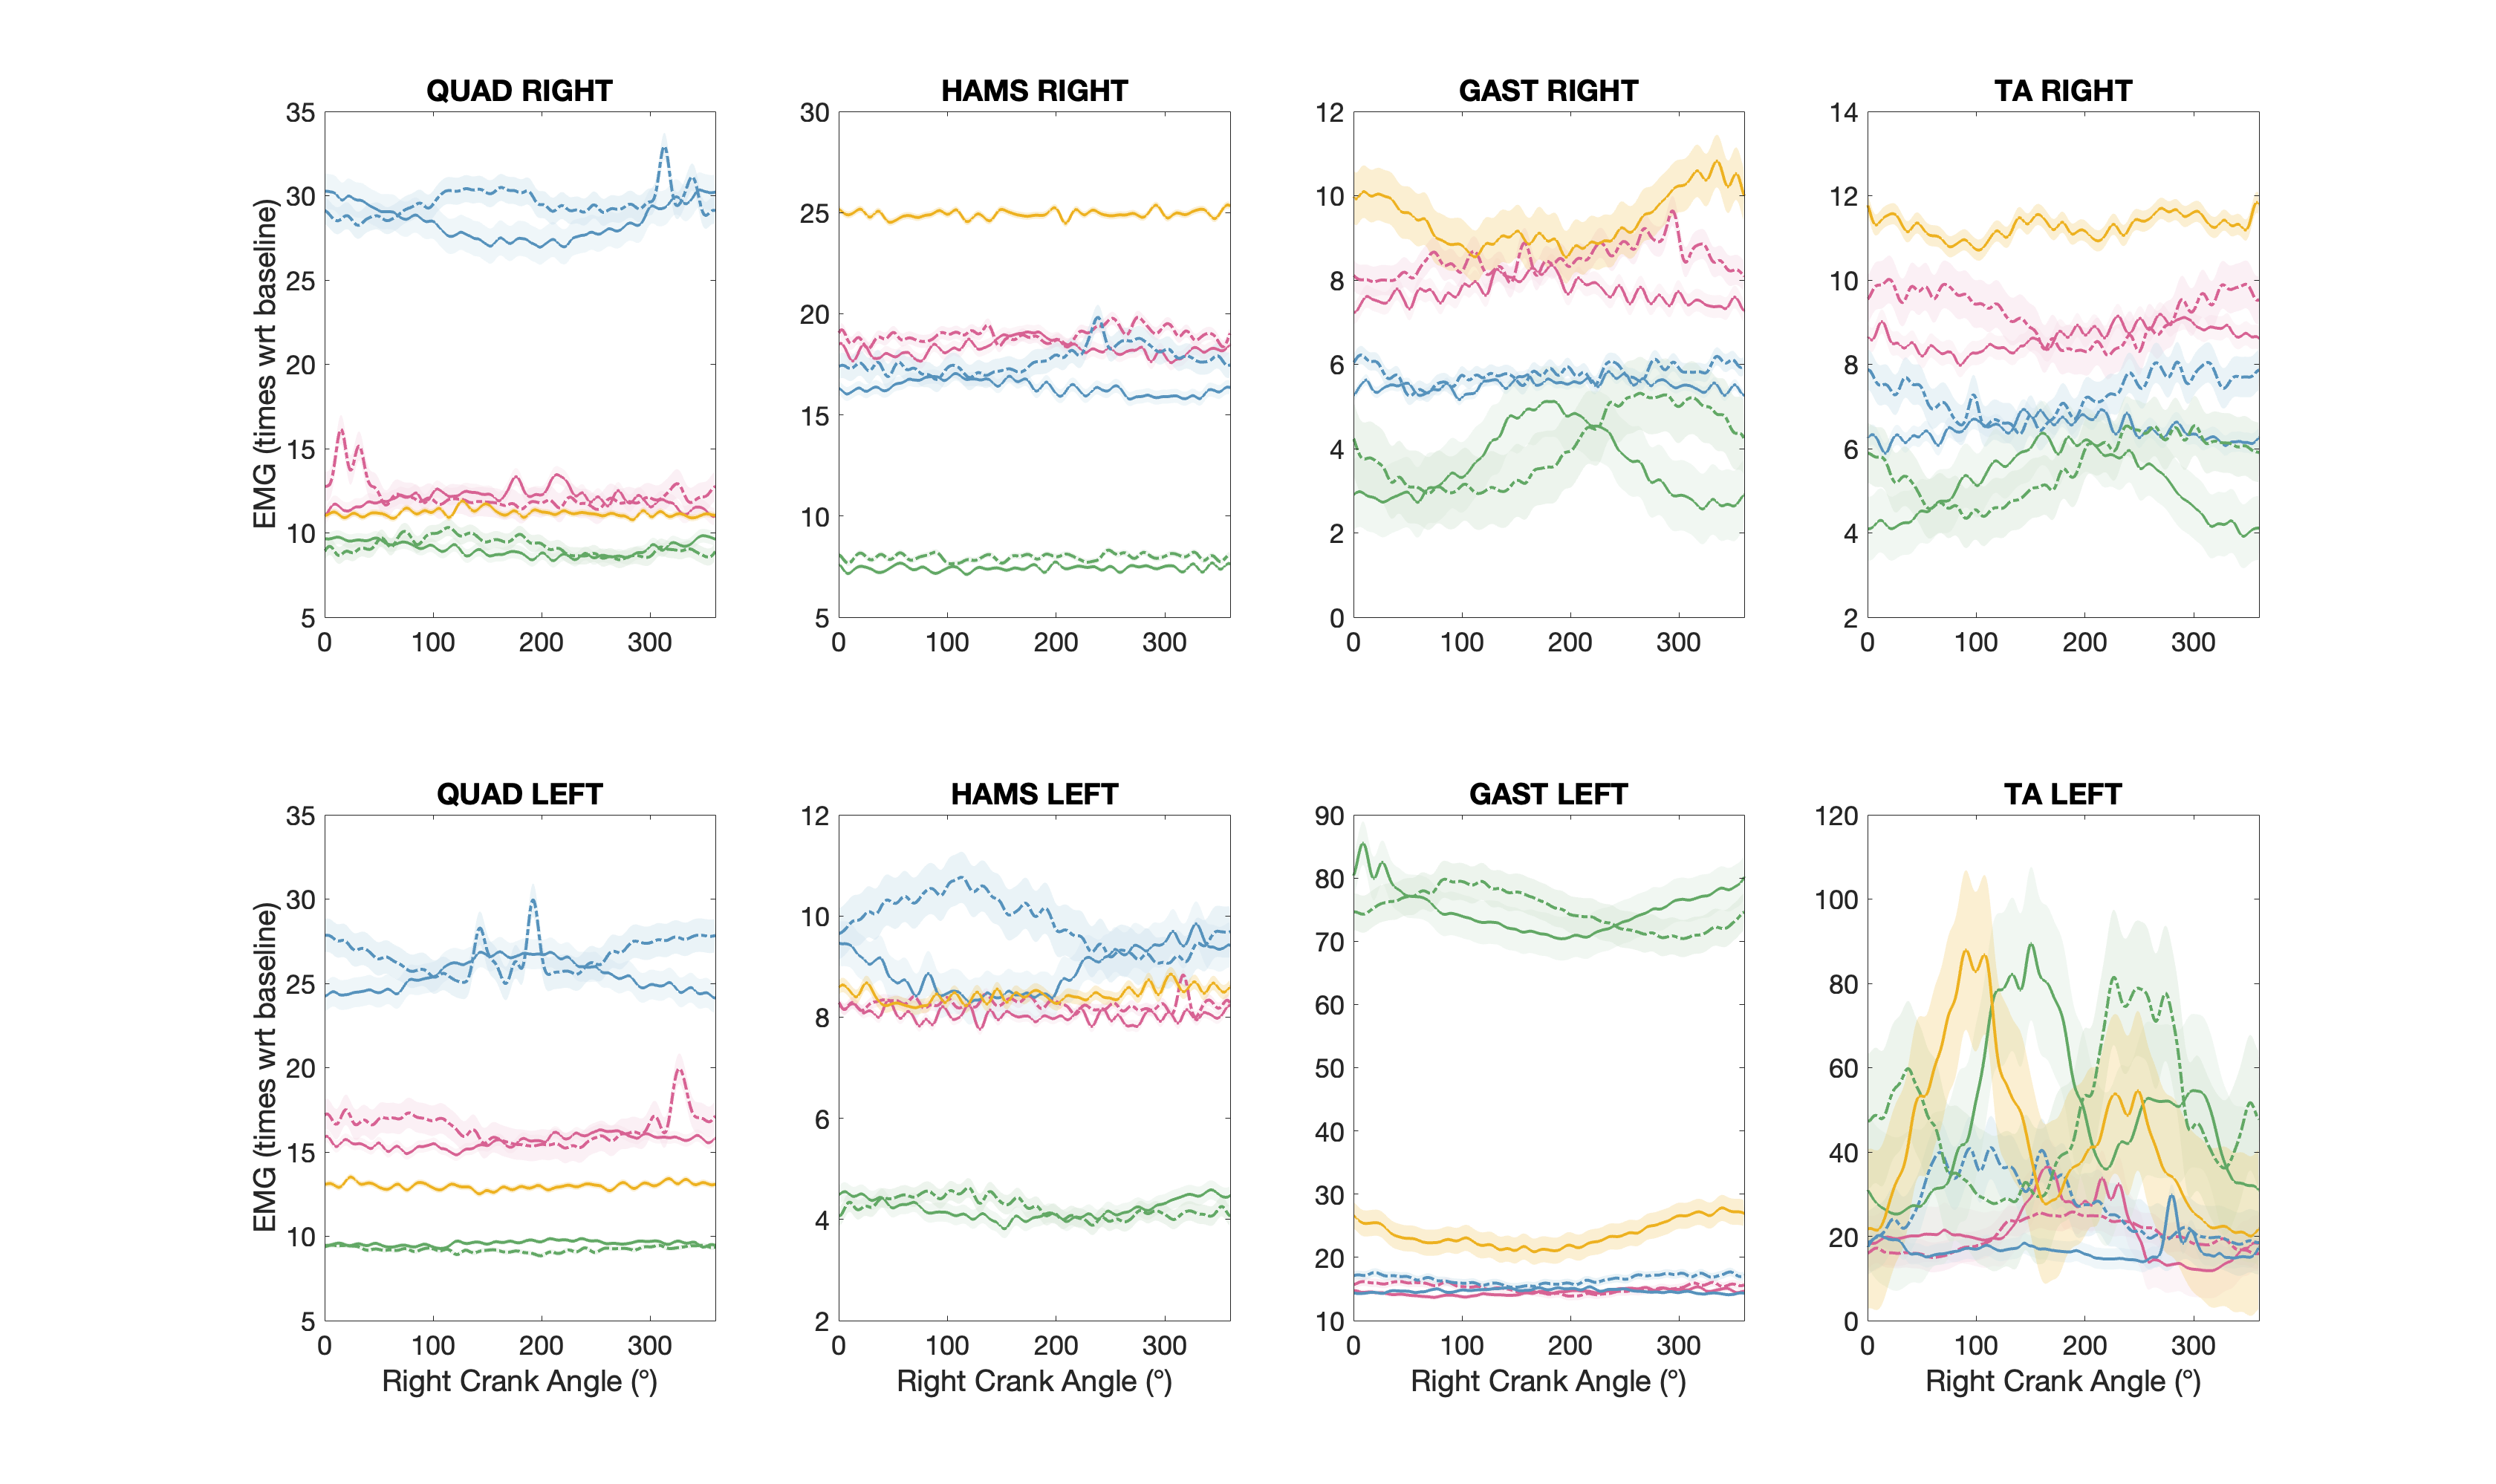 QUAD RIGHT HAMS RIGHT GAST RIGHT TA RIGHT
EMG (times wrt baseline)
35 30 25 20 15 10 5
0 100 200 300
30 25 20 15 10 5
0 100 200 300
12 10 8 6 4 2 0
0 100 200 300
14 12 10 8 6 4 2
0 100 200 300
QUAD LEFT HAMS LEFT GAST LEFT TA LEFT
EMG (times wrt baseline)
35 30 25 20 15 10 5
0 100 200 300
Right Crank Angle (°)
12 10 8 6 4 2
0 100 200 300
Right Crank Angle (°)
90 80 70 60 50 40 30 20 10
0 100 200 300
Right Crank Angle (°)
120 100 80 60 40 20 0
0 100 200 300
Right Crank Angle (°)